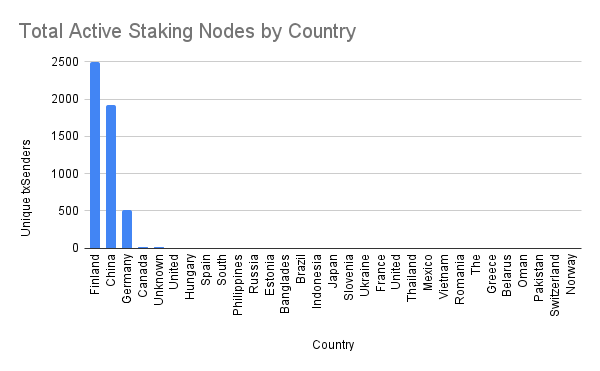 Total Active Staking Nodes by Country
2500
2000
1500
1000
500
0
Unique txSenders
Finland
China
Germany
Canada
Unknown
United
Hungary
Spain
South
Philippines
Russia
Estonia
Banglades
Brazil
Indonesia
Japan
Slovenia
Ukraine
France
United
Thailand
Mexico
Vietnam
Romania
The
Greece
Belarus
Oman
Pakistan
Switzerland
Norway
Country